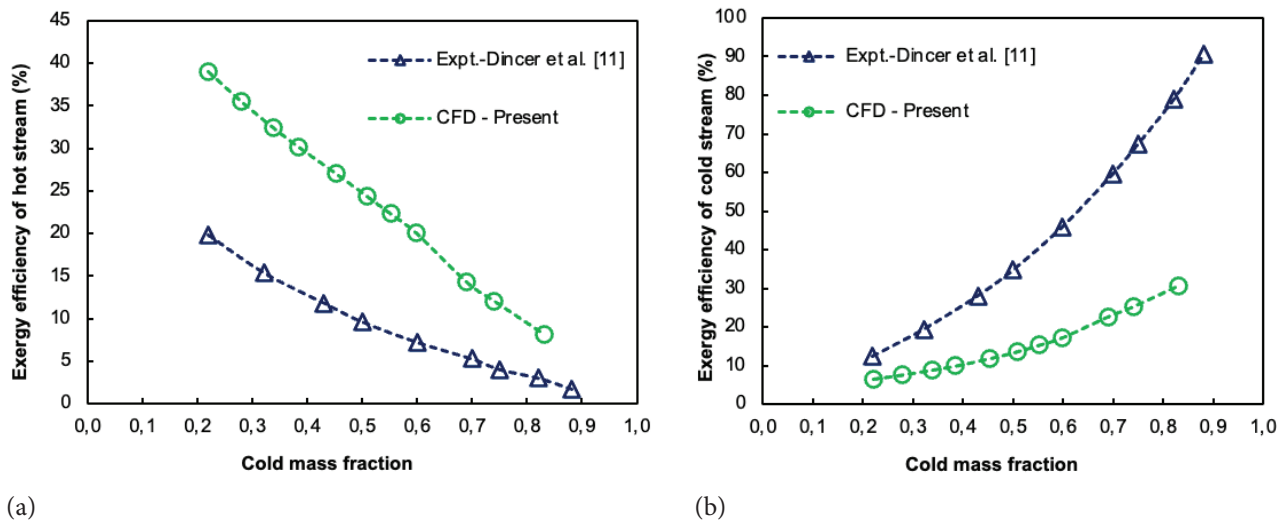 Exergy efficiency of hot stream (%)
45
40
35
30
25
20
15
10
5
0
Expt.-Dincer et al. [11]
CFD - Present
0,0 0,1 0,2 0,3 0,4 0,5 0,6 0,7 0,8 0,9 1,0
Cold mass fraction
(a)
Exergy efficiency of cold stream (%)
100
90
80
70
60
50
40
30
20
10
0
Expt.-Dincer et al. [11]
CFD - Present
0,0 0,1 0,2 0,3 0,4 0,5 0,6 0,7 0,8 0,9 1,0
Cold mass fraction
(b)